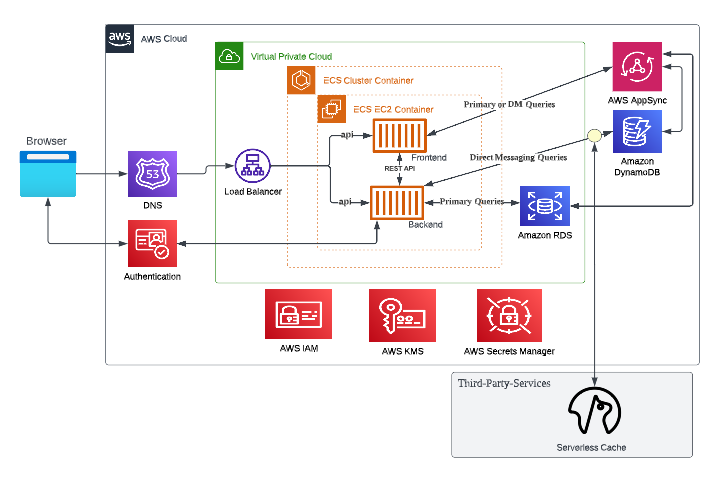 aws
AWS Cloud
Virtual Private Cloud
ECS Cluster Container
ECS EC2 Container
AWS AppSync
Primary or DM Queries
api
Frontend
Browser
53
DNS
Load Balancer
REST API
Direct Messaging Queries
Amazon
DynamoDB
api
Backend
Primary Queries
Amazon RDS
Authentication
AWS IAM
AWS KMS
AWS Secrets Manager
Third-Party-Services
Serverless Cache